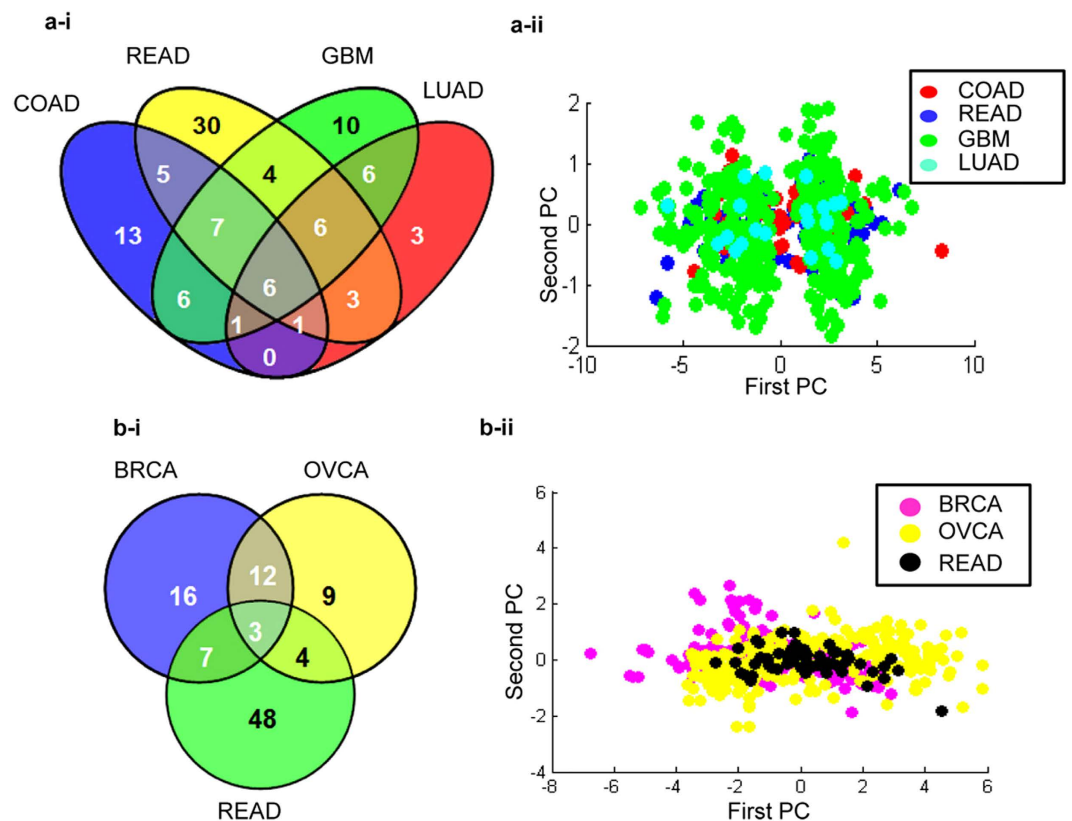 a-i
READ
GBM
COAD
LUAD
30
10
5
4
6
13
7
6
3
6
6
3
1
1
0
a-ii
COAD
READ
GBM
LUAD
2
1
0
-1
-2
Second PC
-10
-5
0
5
10
First PC
b-i
BRCA
OVCA
16
12
9
3
7
4
48
READ
b-ii
BRCA
OVCA
READ
6
4
2
0
-2
-4
Second PC
-8
-6
-4
-2
0
2
4
6
First PC